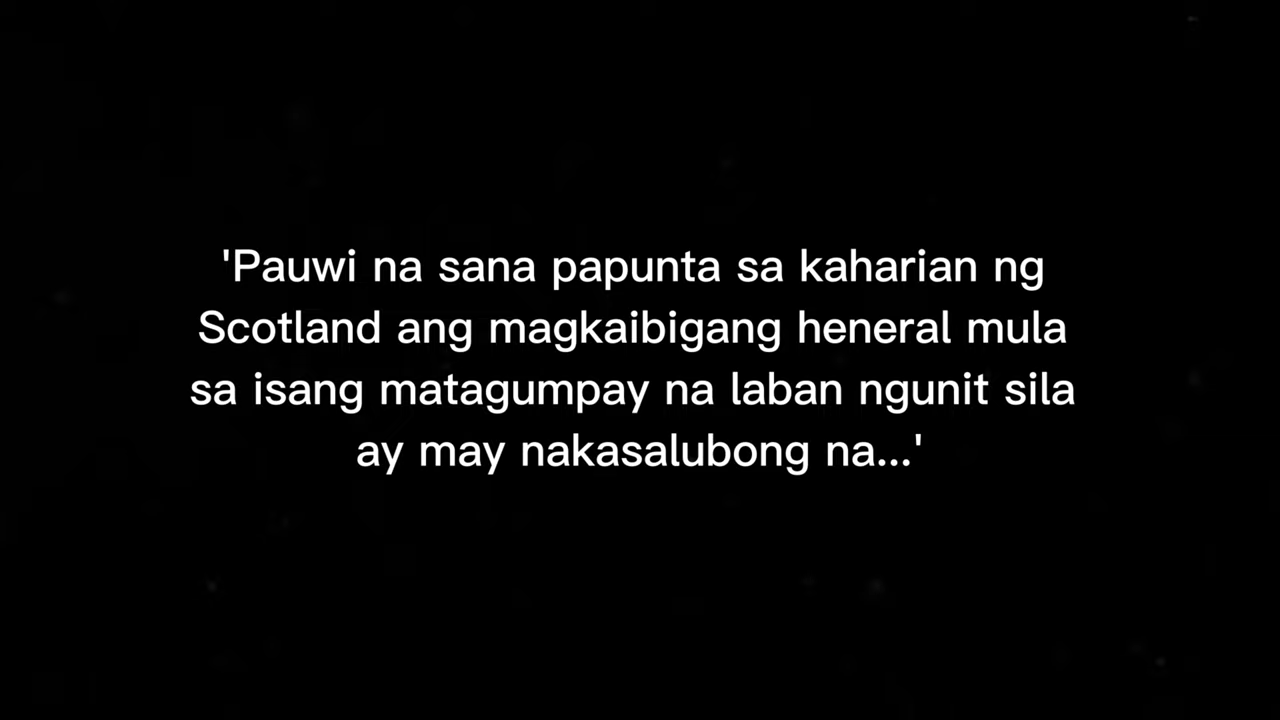 'Pauwi na sana papunta sa kaharian ng
Scotland ang magkaibigang heneral mula
sa isang matagumpay na laban ngunit sila
ay may nakasalubong na...'